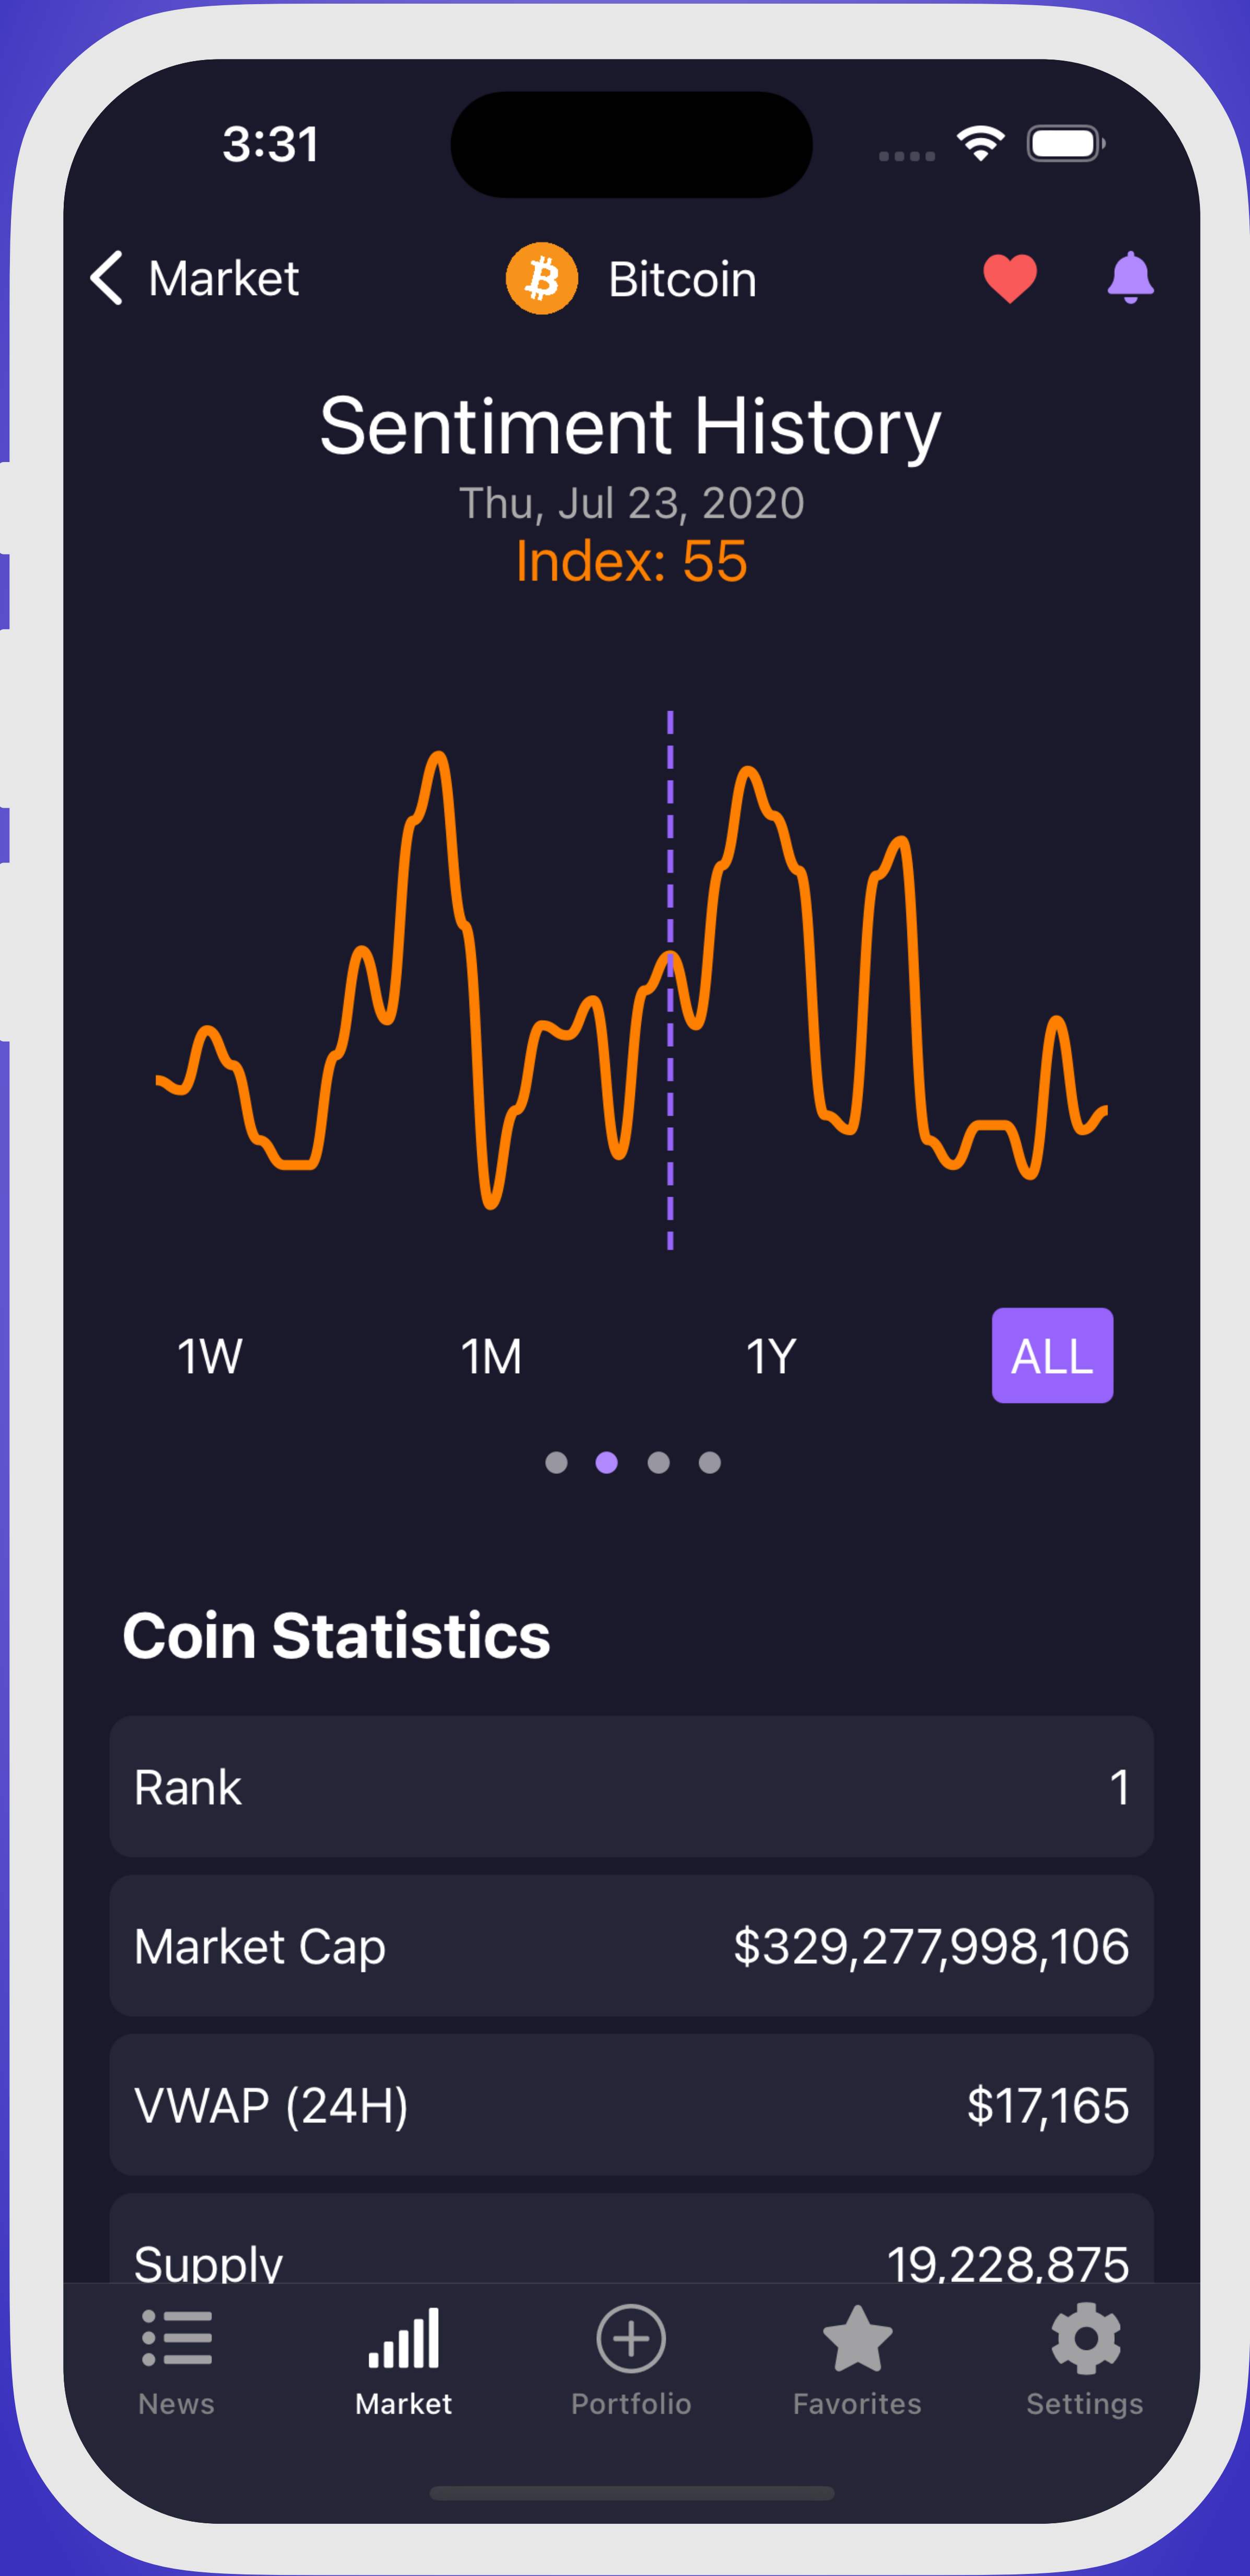 3:31
Market
Bitcoin
Sentiment History
Thu, Jul 23, 2020
Index: 55
1W 1M 1Y ALL
Coin Statistics
Rank 1
Market Cap $329,277,998,106
VWAP (24H) $17,165
Supply 19,228,875
News Market Portfolio Favorites Settings